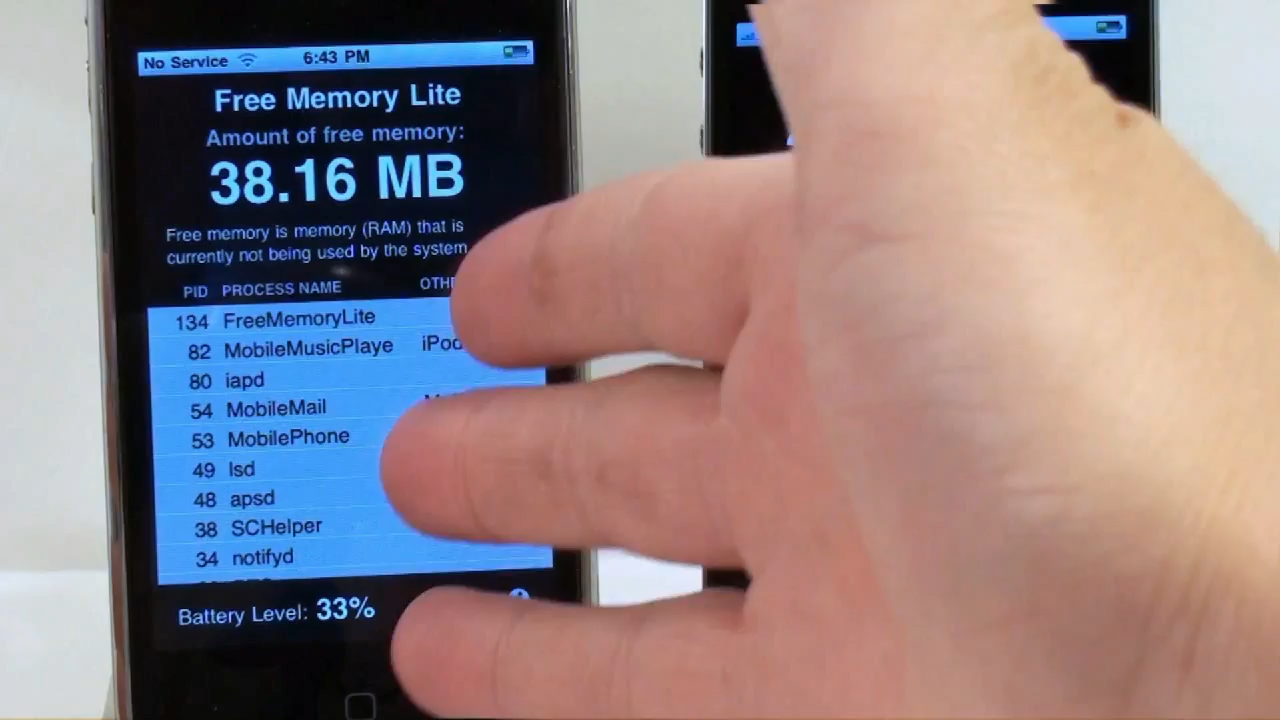 No Service 6:43 PM
Free Memory Lite
Amount of free memory:
38.16 MB
Free memory is memory (RAM) that is
currently not being used by the system
PID PROCESS NAME
134 FreeMemoryLite
82 MobileMusicPlaye iPod
80 iapd
54 MobileMail
53 MobilePhone
49 lsd
48 apsd
38 SCHelper
34 notifyd
Battery Level: 33%